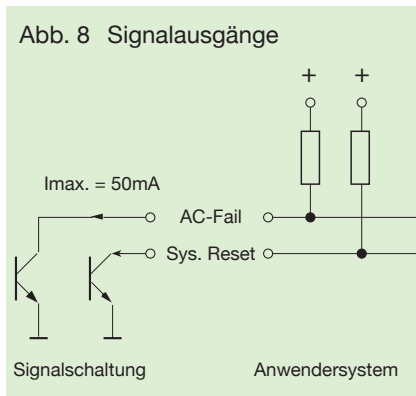 Abb. 8 Signalausgänge
+ +
Imax. = 50mA
AC-Fail
Sys. Reset
Signalschaltung Anwendersystem